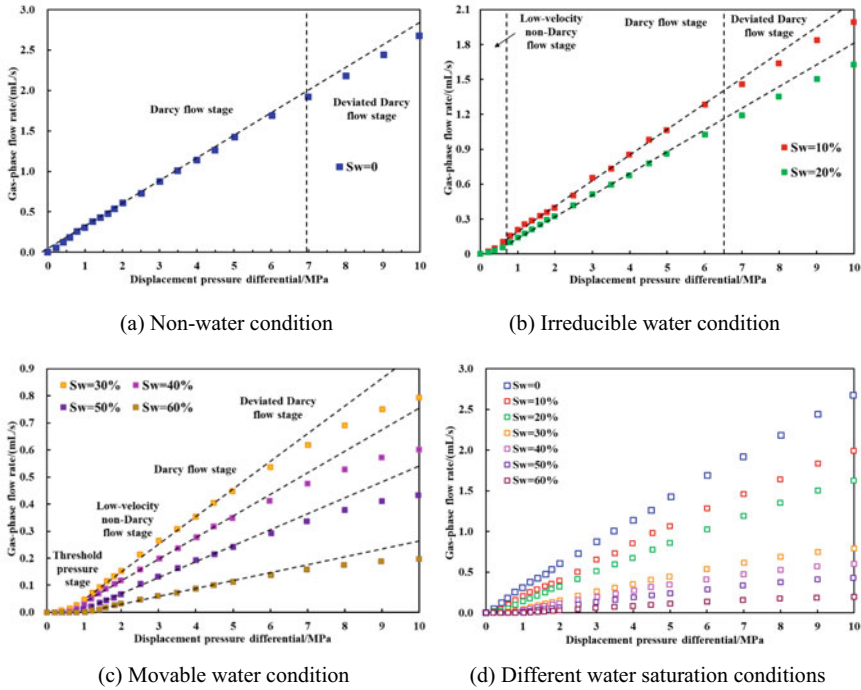 3.0
2.5
2.0
1.5
1.0
0.5
0.0
Gas-phase flow rate/(mL/s)
Darcy flow stage
Deviated Darcy
flow stage
Sw=0
0 1 2 3 4 5 6 7 8 9 10
Displacement pressure differential/MPa
(a) Non-water condition
2.1
1.8
1.5
1.2
0.9
0.6
0.3
0.0
Gas-phase flow rate/(mL/s)
Low-velocity
non-Darcy
flow stage
Darcy flow stage
Deviated Darcy
flow stage
Sw=10%
Sw=20%
0 1 2 3 4 5 6 7 8 9 10
Displacement pressure differential/MPa
(b) Irreducible water condition
0.9
0.8
0.7
0.6
0.5
0.4
0.3
0.2
0.1
0.0
Gas-phase flow rate/(mL/s)
Sw=30% Sw=40%
Sw=50% Sw=60%
Deviated Darcy
flow stage
Darcy flow stage
Low-velocity
non-Darcy
flow stage
Threshold
pressure
stage
0 1 2 3 4 5 6 7 8 9 10
Displacement pressure differential/MPa
(c) Movable water condition
3.0
2.5
2.0
1.5
1.0
0.5
0.0
Gas-phase flow rate/(mL/s)
Sw=0
Sw=10%
Sw=20%
Sw=30%
Sw=40%
Sw=50%
Sw=60%
0 1 2 3 4 5 6 7 8 9 10
Displacement pressure differential/MPa
(d) Different water saturation conditions